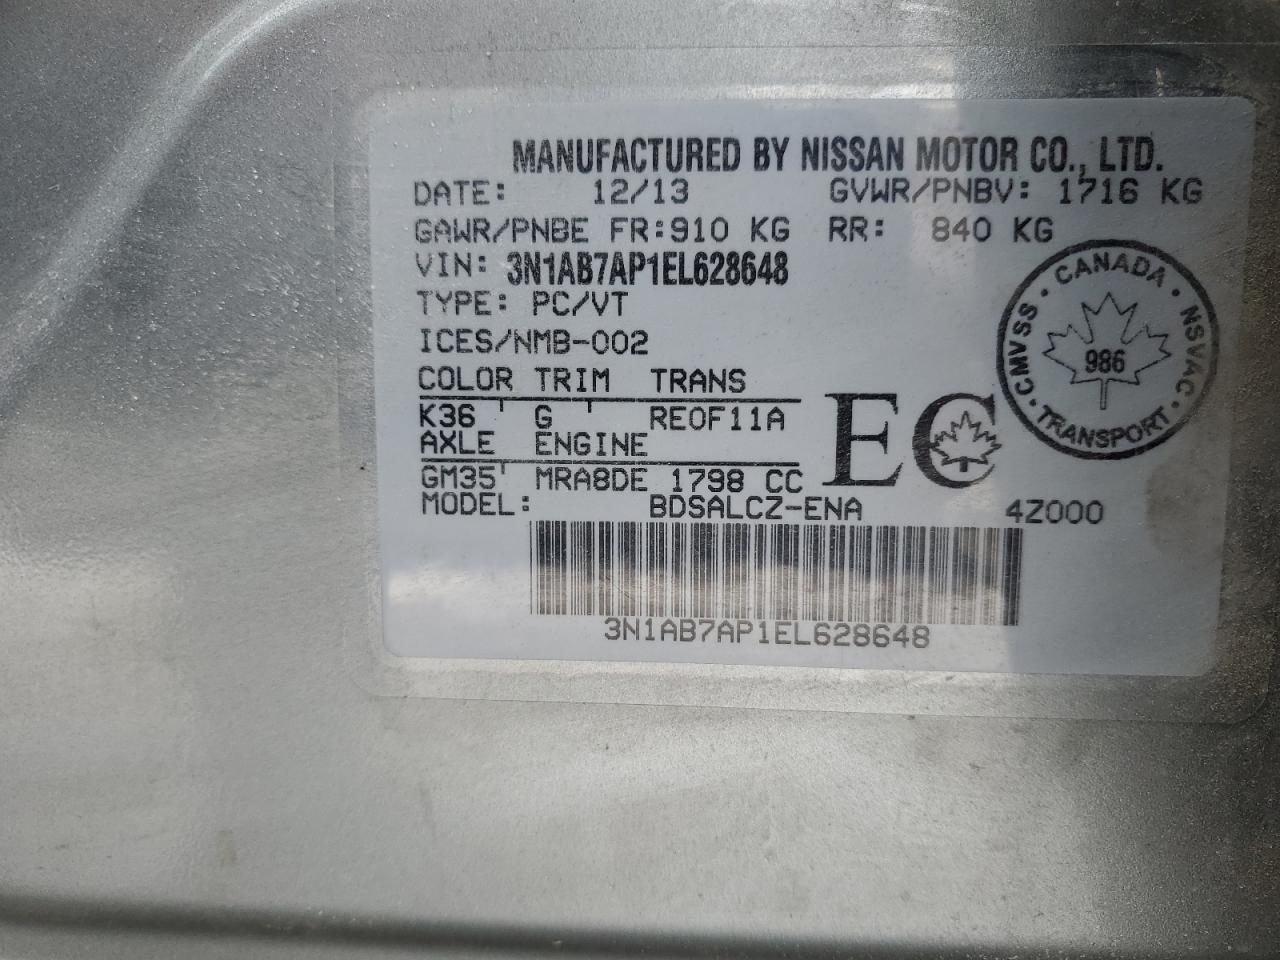 MANUFACTURED BY NISSAN MOTOR CO., LTD.
DATE: 12/13 GVWR/PNBV: 1716 KG
GAWR/PNBE FR:910 KG RR: 840 KG
VIN: 3N1AB7AP1EL628648
TYPE: PC/VT
ICES/NMB-002
COLOR TRIM TRANS
K36 G RE0F11A
AXLE ENGINE
GM35 MRA8DE 1798 CC
MODEL: BDSALCZ-ENA 4Z000
EC
CMVSS · CANADA · NSVAC · TRANSPORT ·
986
3N1AB7AP1EL628648